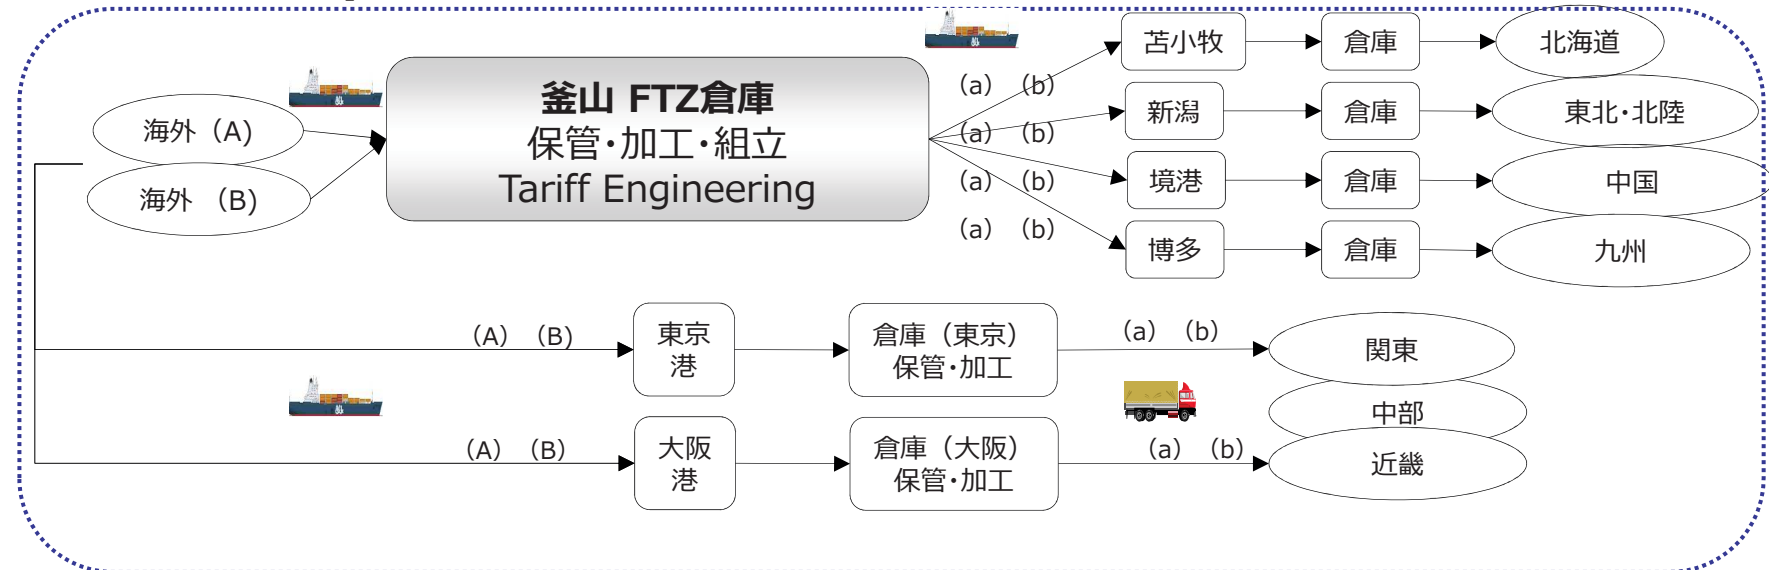 苫小牧
倉庫
北海道
釜山 FTZ倉庫
保管・加工・組立
Tariff Engineering
(a) (b)
新潟
倉庫
東北・北陸
海外 (A)
(a) (b)
境港
倉庫
中国
海外 (B)
(a) (b)
(a) (b)
博多
倉庫
九州
(A) (B)
東京
港
倉庫 (東京)
保管・加工
(a) (b)
関東
中部
(A) (B)
大阪
港
倉庫 (大阪)
保管・加工
(a) (b)
近畿